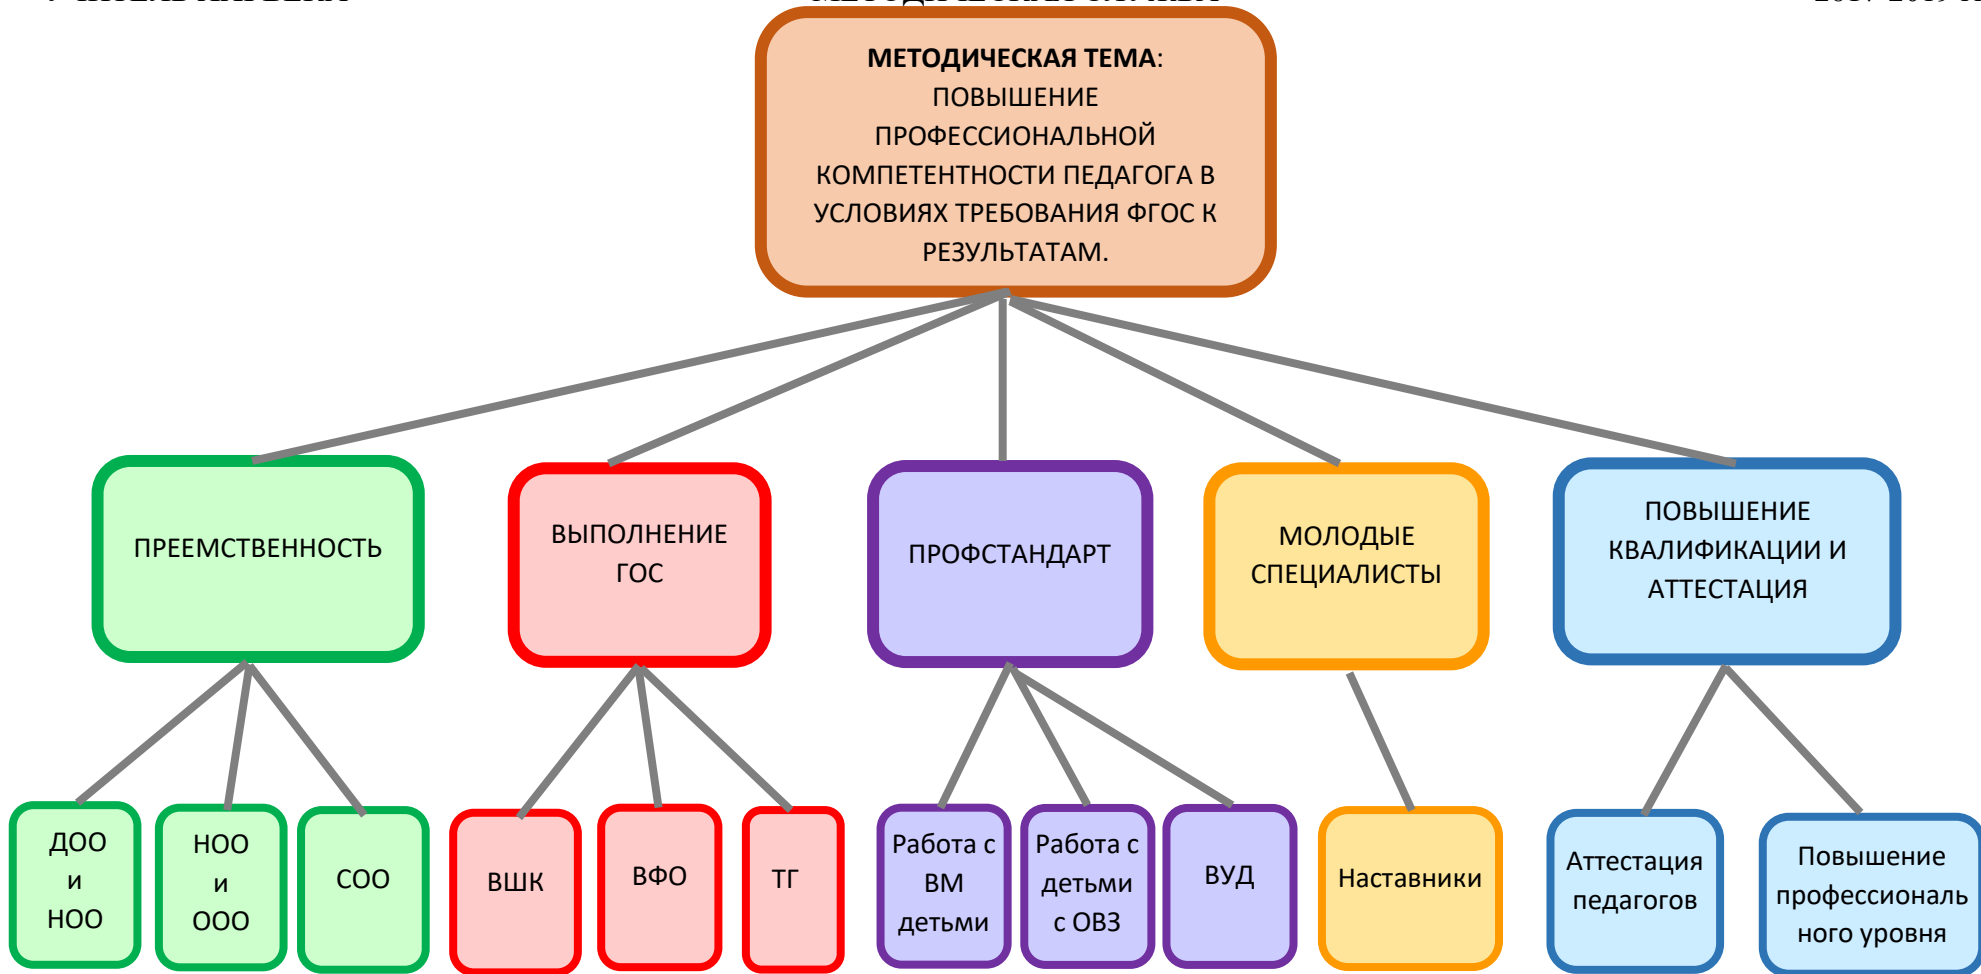 МЕТОДИЧЕСКАЯ ТЕМА:
ПОВЫШЕНИЕ
ПРОФЕССИОНАЛЬНОЙ
КОМПЕТЕНТНОСТИ ПЕДАГОГА В
УСЛОВИЯХ ТРЕБОВАНИЯ ФГОС К
РЕЗУЛЬТАТАМ.
ПРЕЕМСТВЕННОСТЬ
ВЫПОЛНЕНИЕ
ГОС
ПРОФСТАНДАРТ
МОЛОДЫЕ
СПЕЦИАЛИСТЫ
ПОВЫШЕНИЕ
КВАЛИФИКАЦИИ И
АТТЕСТАЦИЯ
ДОО
и
НОО
НОО
и
ООО
СОО
ВШК
ВФО
ТГ
Работа с
ВМ
детьми
Работа с
детьми
с ОВЗ
ВУД
Наставники
Аттестация
педагогов
Повышение
профессиональ
ного уровня